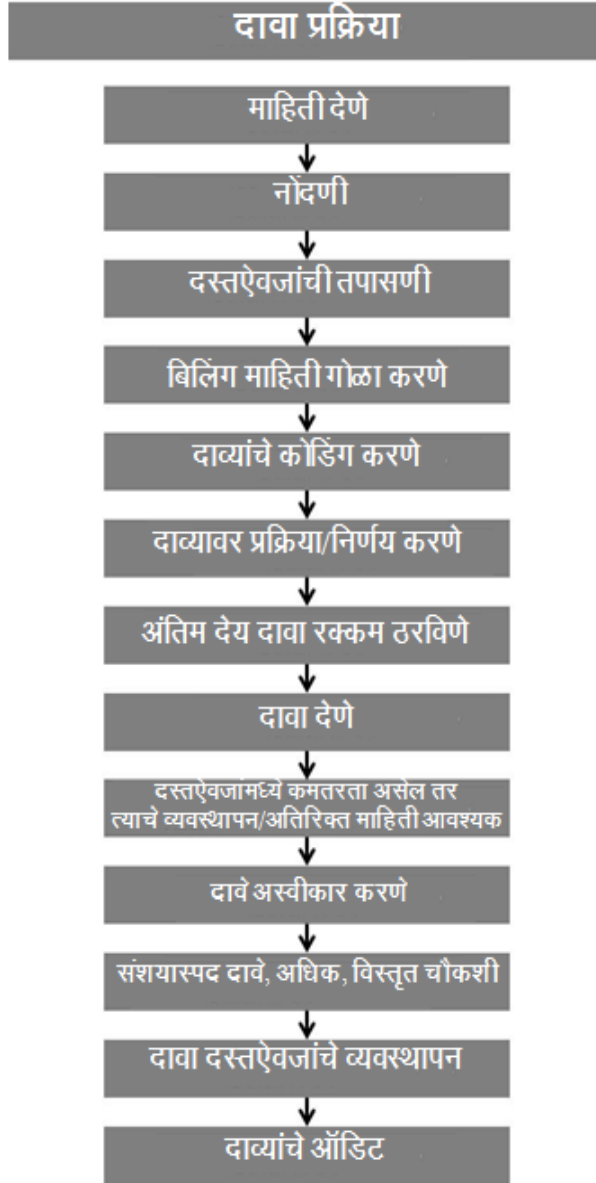 दावा प्रक्रिया
माहिती देणे
नोंदणी
दस्तऐवजांची तपासणी
बिलिंग माहिती गोळा करणे
दाव्यांचे कोडिंग करणे
दाव्यावर प्रक्रिया/निर्णय करणे
अंतिम देय दावा रक्कम ठरविणे
दावा देणे
दस्तऐवजांमध्ये कमतरता असेल तर
त्याचे व्यवस्थापन/अतिरिक्त माहिती आवश्यक
दावे अस्वीकार करणे
संशयास्पद दावे, अधिक, विस्तृत चौकशी
दावा दस्तऐवजांचे व्यवस्थापन
दाव्यांचे ऑडिट